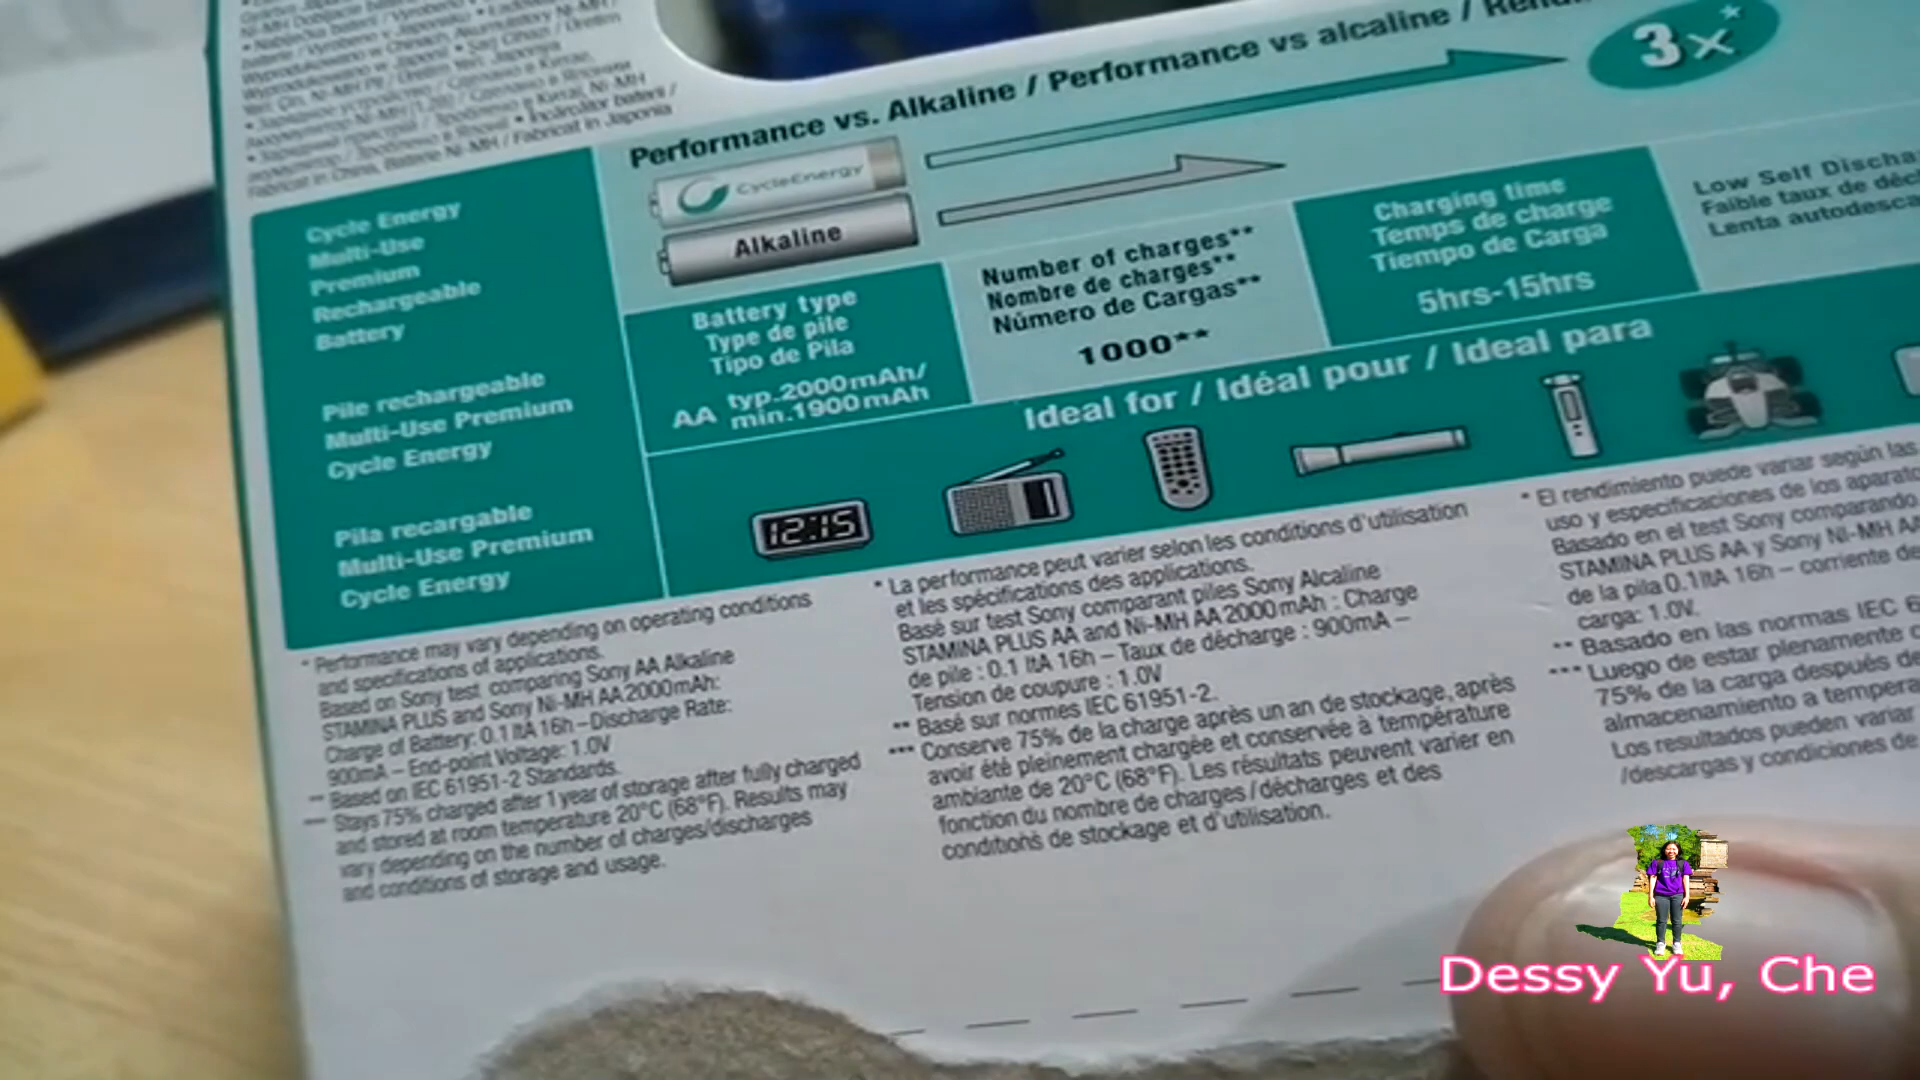 Performance vs. Alkaline / Performance vs alcaline /
3x*
CycleEnergy
Alkaline
Cycle Energy
Multi-Use
Premium
Rechargeable
Battery
Pile rechargeable
Multi-Use Premium
Cycle Energy
Pila recargable
Multi-Use Premium
Cycle Energy
Battery type
Type de pile
Tipo de Pila
AA typ.2000mAh/
min.1900mAh
Number of charges**
Nombre de charges**
Número de Cargas**
1000**
Charging time
Temps de charge
Tiempo de Carga
5hrs-15hrs
Low Self
Faible taux de
Lenta
Ideal for / Idéal pour / Ideal para
12:15
* Performance may vary depending on operating conditions
and specifications of applications.
Based on Sony test comparing Sony AA Alkaline
STAMINA PLUS and Sony Ni-MH AA 2000mAh:
Charge of Battery: 0.1 ItA 16h – Discharge Rate:
900mA – End-point Voltage: 1.0V
** Based on IEC 61951-2 Standards.
*** Stays 75% charged after 1 year of storage after fully charged
and stored at room temperature 20°C (68°F). Results may
vary depending on the number of charges/discharges
and conditions of storage and usage.
* La performance peut varier selon les conditions d'utilisation
et les spécifications des applications.
Basé sur test Sony comparant piles Sony Alcaline
STAMINA PLUS AA and Ni-MH AA 2000 mAh : Charge
de pile : 0.1 ItA 16h – Taux de décharge : 900mA –
Tension de coupure : 1.0V
** Basé sur normes IEC 61951-2.
*** Conserve 75% de la charge après un an de stockage, après
avoir été pleinement chargée et conservée à température
ambiante de 20°C (68°F). Les résultats peuvent varier en
fonction du nombre de charges / décharges et des
conditions de stockage et d'utilisation.
* El rendimiento puede variar según las
uso y especificaciones de los
Basado en el test Sony comparando
STAMINA PLUS AA y Sony Ni-MH
de la pila 0.1ItA 16h – corriente de
carga: 1.0V.
** Basado en las normas IEC
*** Luego de estar plenamente
75% de la carga después de
almacenamiento a
Los resultados pueden variar
/descargas y condiciones de
Dessy Yu, Che